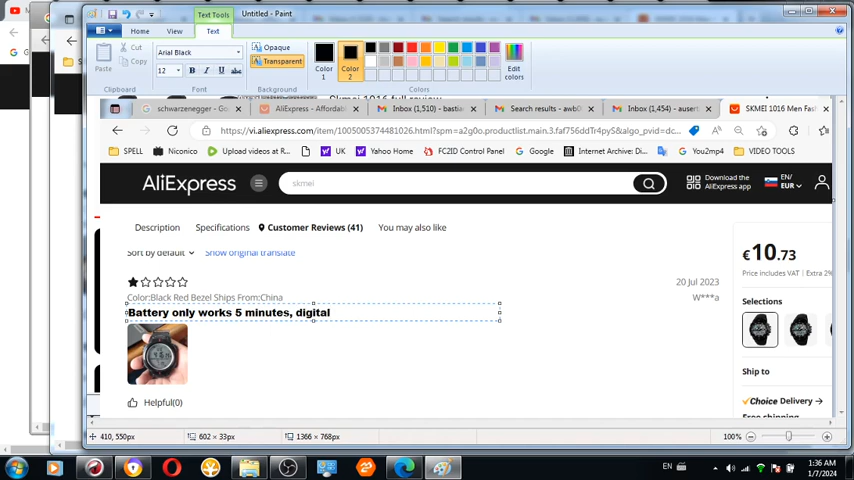 Text Tools
Untitled - Paint
Home
View
Text
Cut
Copy
Paste
Arial Black
12
B I U abc
Opaque
Transparent
Background
Color 1
Color 2
Edit colors
Colors
schwarzenegger - Go
AliExpress - Affordab
Inbox (1,510) - bastia
Search results - awb0
Inbox (1,454) - ausert
SKMEI 1016 Men Fash
https://vi.aliexpress.com/item/1005005374481026.html?spm=a2g0o.productlist.main.3.faf756ddTr4pyS&algo_pvid=dc...
SPELL
Niconico
Upload videos at R...
UK
Yahoo Home
FC2ID Control Panel
Google
Internet Archive: Di...
You2mp4
VIDEO TOOLS
AliExpress
skmei
Download the AliExpress app
EN/ EUR
Description
Specifications
Customer Reviews (41)
You may also like
Sort by default
Show original translate
20 Jul 2023
Color:Black Red Bezel Ships From:China
W***a
Battery only works 5 minutes, digital
Helpful(0)
€10.73
Price includes VAT
Extra 2%
Selections
Ship to
Choice Delivery >
410, 550px
602 × 33px
1366 × 768px
100%
EN
1:36 AM
1/7/2024